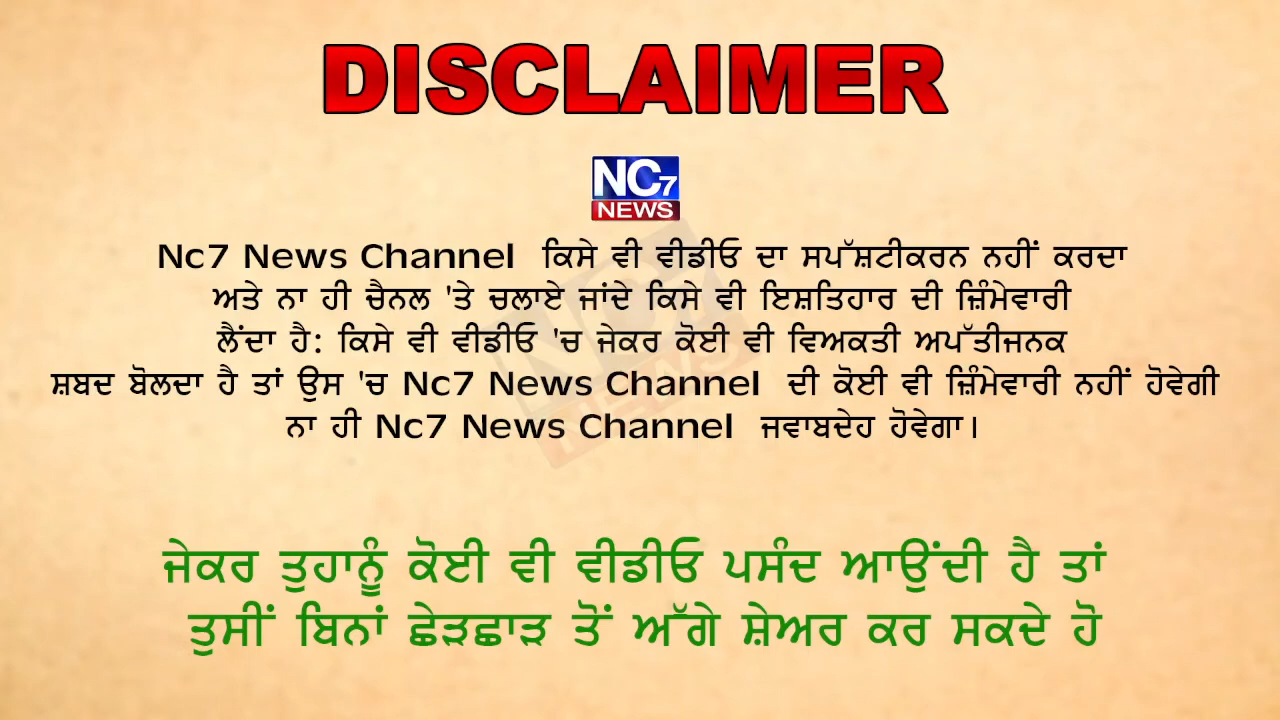 DISCLAIMER
NC7
NEWS
Nc7 News Channel ਕਿਸੇ ਵੀ ਵੀਡੀਓ ਦਾ ਸਪੱਸ਼ਟੀਕਰਨ ਨਹੀਂ ਕਰਦਾ
ਅਤੇ ਨਾ ਹੀ ਚੈਨਲ 'ਤੇ ਚਲਾਏ ਜਾਂਦੇ ਕਿਸੇ ਵੀ ਇਸ਼ਤਿਹਾਰ ਦੀ ਜ਼ਿੰਮੇਵਾਰੀ
ਲੈਂਦਾ ਹੈ: ਕਿਸੇ ਵੀ ਵੀਡੀਓ 'ਚ ਜੇਕਰ ਕੋਈ ਵੀ ਵਿਅਕਤੀ ਅਪੱਤੀਜਨਕ
ਸ਼ਬਦ ਬੋਲਦਾ ਹੈ ਤਾਂ ਉਸ 'ਚ Nc7 News Channel ਦੀ ਕੋਈ ਵੀ ਜ਼ਿੰਮੇਵਾਰੀ ਨਹੀਂ ਹੋਵੇਗੀ
ਨਾ ਹੀ Nc7 News Channel ਜਵਾਬਦੇਹ ਹੋਵੇਗਾ।
ਜੇਕਰ ਤੁਹਾਨੂੰ ਕੋਈ ਵੀ ਵੀਡੀਓ ਪਸੰਦ ਆਉਂਦੀ ਹੈ ਤਾਂ
ਤੁਸੀਂ ਬਿਨਾਂ ਛੇੜਛਾੜ ਤੋਂ ਅੱਗੇ ਸ਼ੇਅਰ ਕਰ ਸਕਦੇ ਹੋ